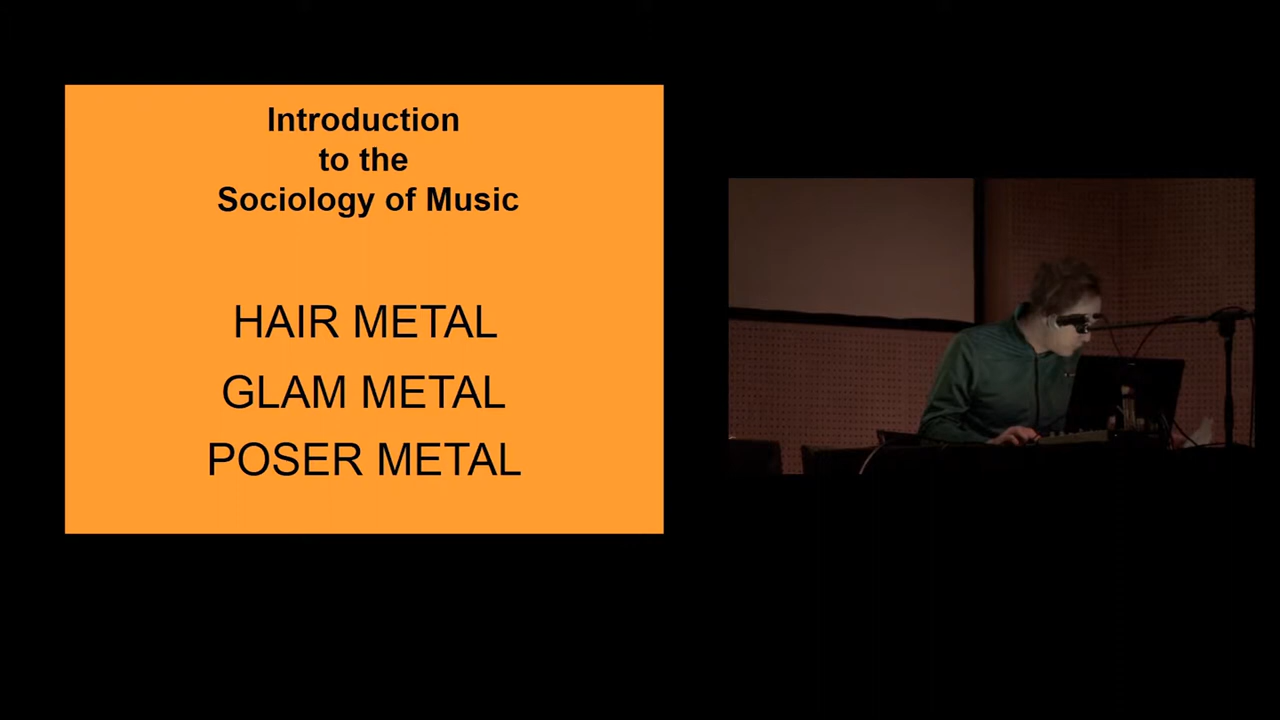 Introduction
to the
Sociology of Music
HAIR METAL
GLAM METAL
POSER METAL